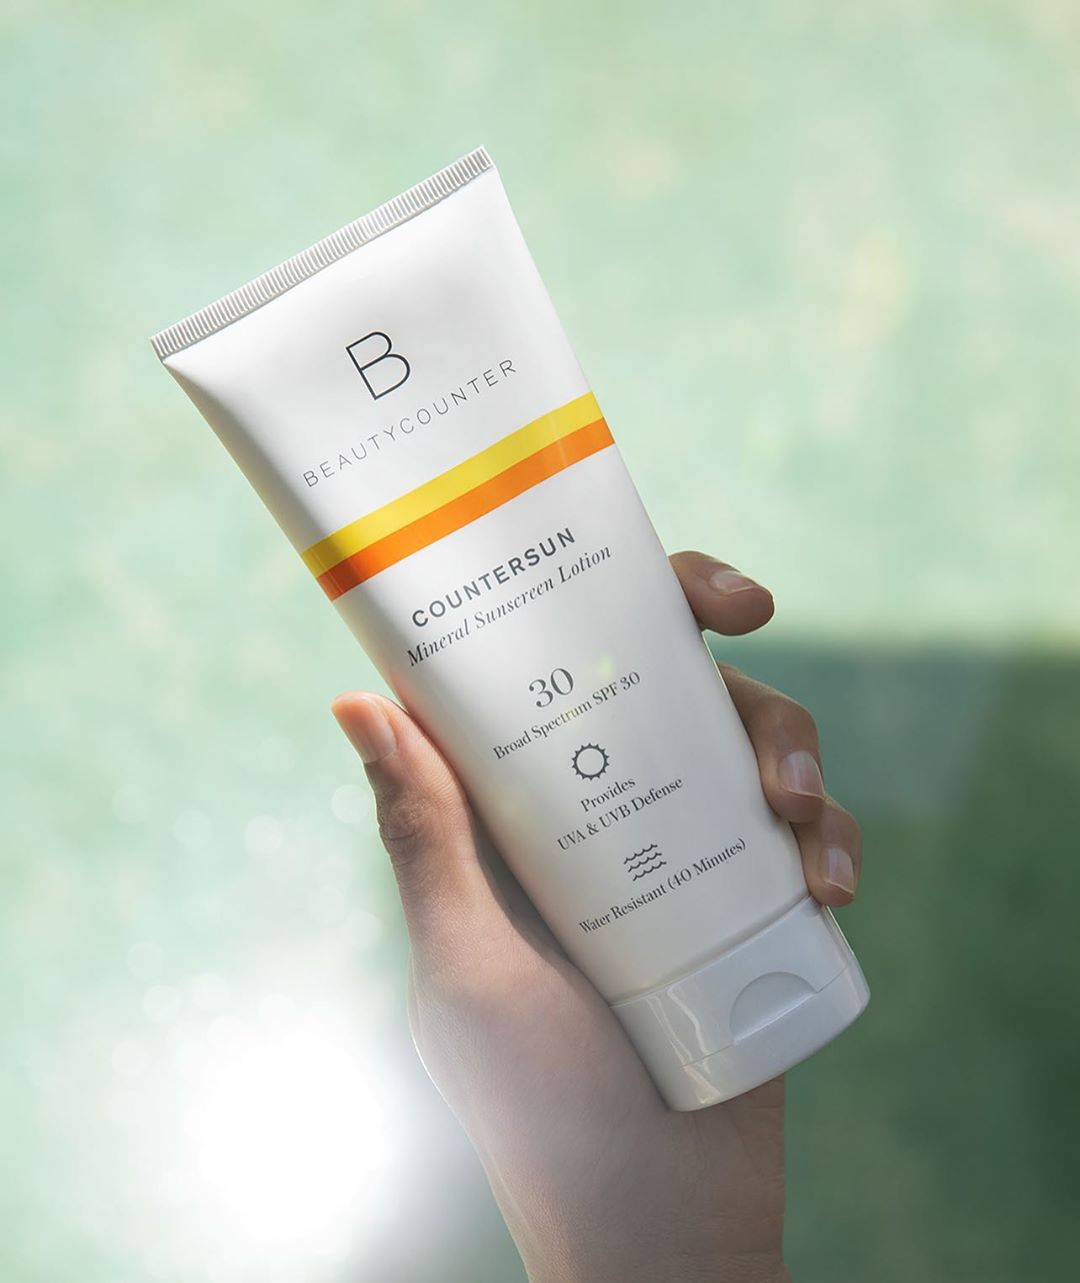 B
BEAUTYCOUNTER
COUNTERSUN
Mineral Sunscreen Lotion
30
Broad Spectrum SPF 30
Provides
UVA & UVB Defense
Water Resistant (40 Minutes)